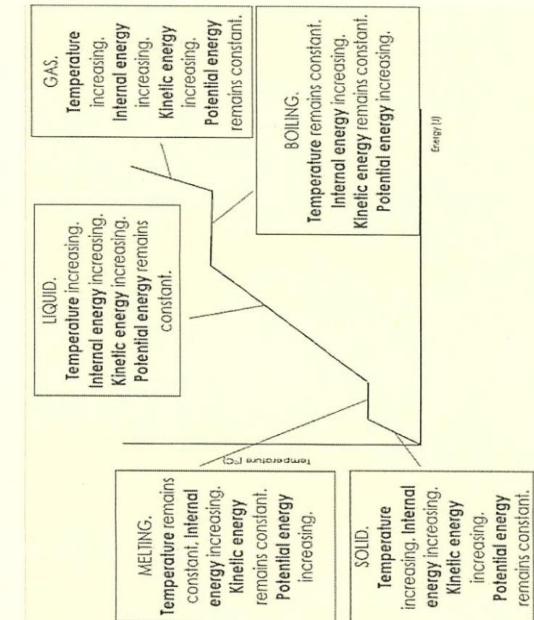 GAS.
Temperature
increasing.
Internal energy
increasing.
Kinetic energy
increasing.
Potential energy
remains constant.
LIQUID.
Temperature increasing.
Internal energy increasing.
Kinetic energy increasing.
Potential energy remains
constant.
BOILING.
Temperature remains constant.
Internal energy increasing.
Kinetic energy remains constant.
Potential energy increasing.
MELTING.
Temperature remains
constant. Internal
energy increasing.
Kinetic energy
remains constant.
Potential energy
increasing.
SOLID.
Temperature
increasing. Internal
energy increasing.
Kinetic energy
increasing.
Potential energy
remains constant.
Temperature (°C)
Energy (J)